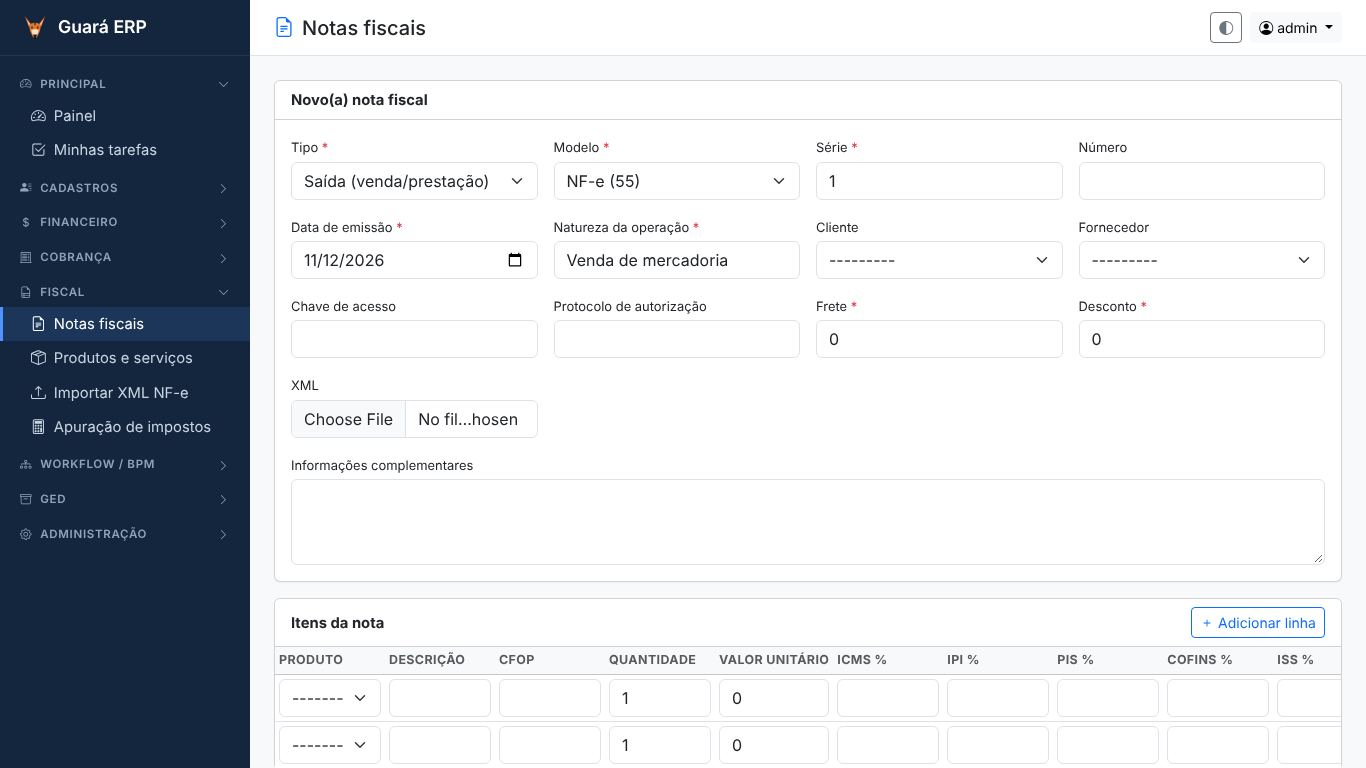 Guará ERP
Notas fiscais
admin
PRINCIPAL
Painel
Minhas tarefas
CADASTROS
FINANCEIRO
COBRANÇA
FISCAL
Notas fiscais
Produtos e serviços
Importar XML NF-e
Apuração de impostos
WORKFLOW / BPM
GED
ADMINISTRAÇÃO
Novo(a) nota fiscal
Tipo * Modelo * Série * Número
Saída (venda/prestação) NF-e (55) 1
Data de emissão * Natureza da operação * Cliente Fornecedor
11/12/2026 Venda de mercadoria --------- ---------
Chave de acesso Protocolo de autorização Frete * Desconto *
0 0
XML
Choose File No fil...hosen
Informações complementares
Itens da nota + Adicionar linha
PRODUTO DESCRIÇÃO CFOP QUANTIDADE VALOR UNITÁRIO ICMS % IPI % PIS % COFINS % ISS %
------- 1 0
------- 1 0